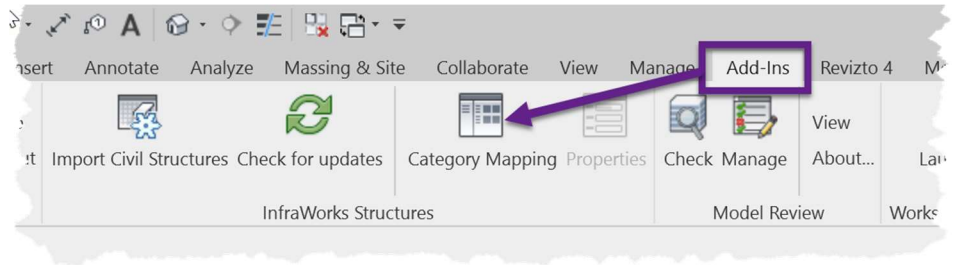 A
Annotate Analyze Massing & Site Collaborate View Manage Add-Ins Revizto 4
Import Civil Structures Check for updates Category Mapping Properties Check Manage View About...
InfraWorks Structures Model Review Works